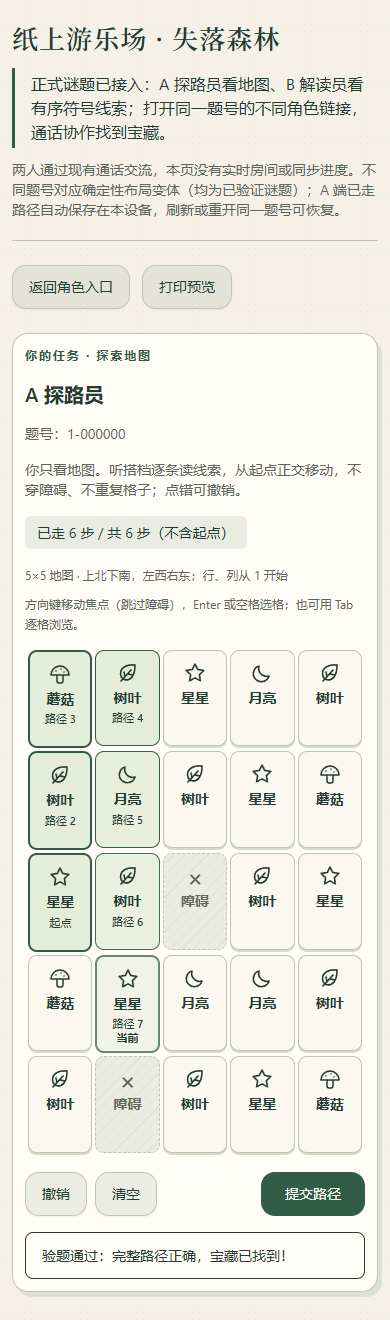 纸上游乐场 · 失落森林
正式谜题已接入：A 探路员看地图、B 解读员看
有序符号线索；打开同一题号的不同角色链接，
通话协作找到宝藏。
两人通过现有通话交流，本页没有实时房间或同步进度。不
同题号对应确定性布局变体（均为已验证谜题）；A 端已走
路径自动保存在本设备，刷新或重开同一题号可恢复。
返回角色入口 打印预览
你的任务 · 探索地图
A 探路员
题号：1-000000
你只看地图。听搭档逐条读线索，从起点正交移动，不
穿障碍、不重复格子；点错可撤销。
已走 6 步 / 共 6 步（不含起点）
5×5 地图 · 上北下南，左西右东；行、列从 1 开始
方向键移动焦点（跳过障碍），Enter 或空格选格；也可用 Tab
逐格浏览。
蘑菇 树叶 星星 月亮 树叶
路径 3 路径 4
树叶 月亮 树叶 星星 蘑菇
路径 2 路径 5
星星 树叶 障碍 树叶 星星
起点 路径 6
蘑菇 星星 月亮 月亮 树叶
路径 7
当前
树叶 障碍 树叶 星星 蘑菇
撤销 清空 提交路径
验题通过：完整路径正确，宝藏已找到！